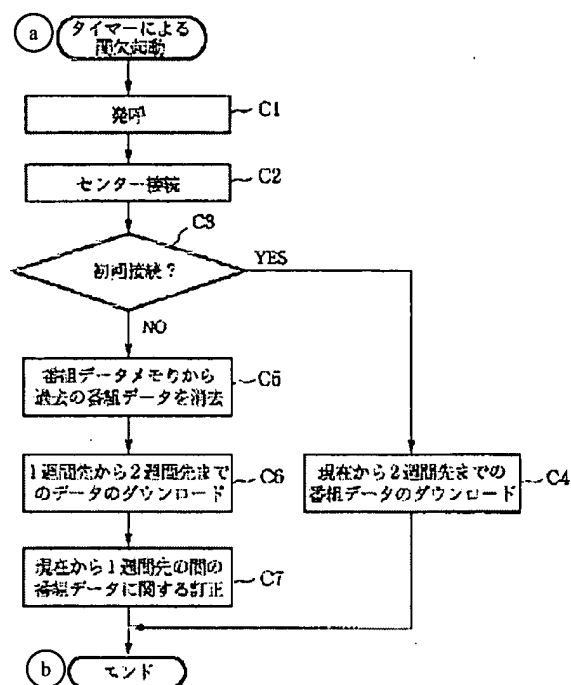 a
タイマーによる
間欠起動
発呼
C1
センター接続
C2
C3
初回接続？
YES
NO
番組データメモリから
過去の番組データを消去
C5
1週間先から2週間先まで
のデータのダウンロード
C6
現在から2週間先までの
番組データのダウンロード
C4
現在から1週間先の間の
番組データに関する訂正
C7
b
エンド